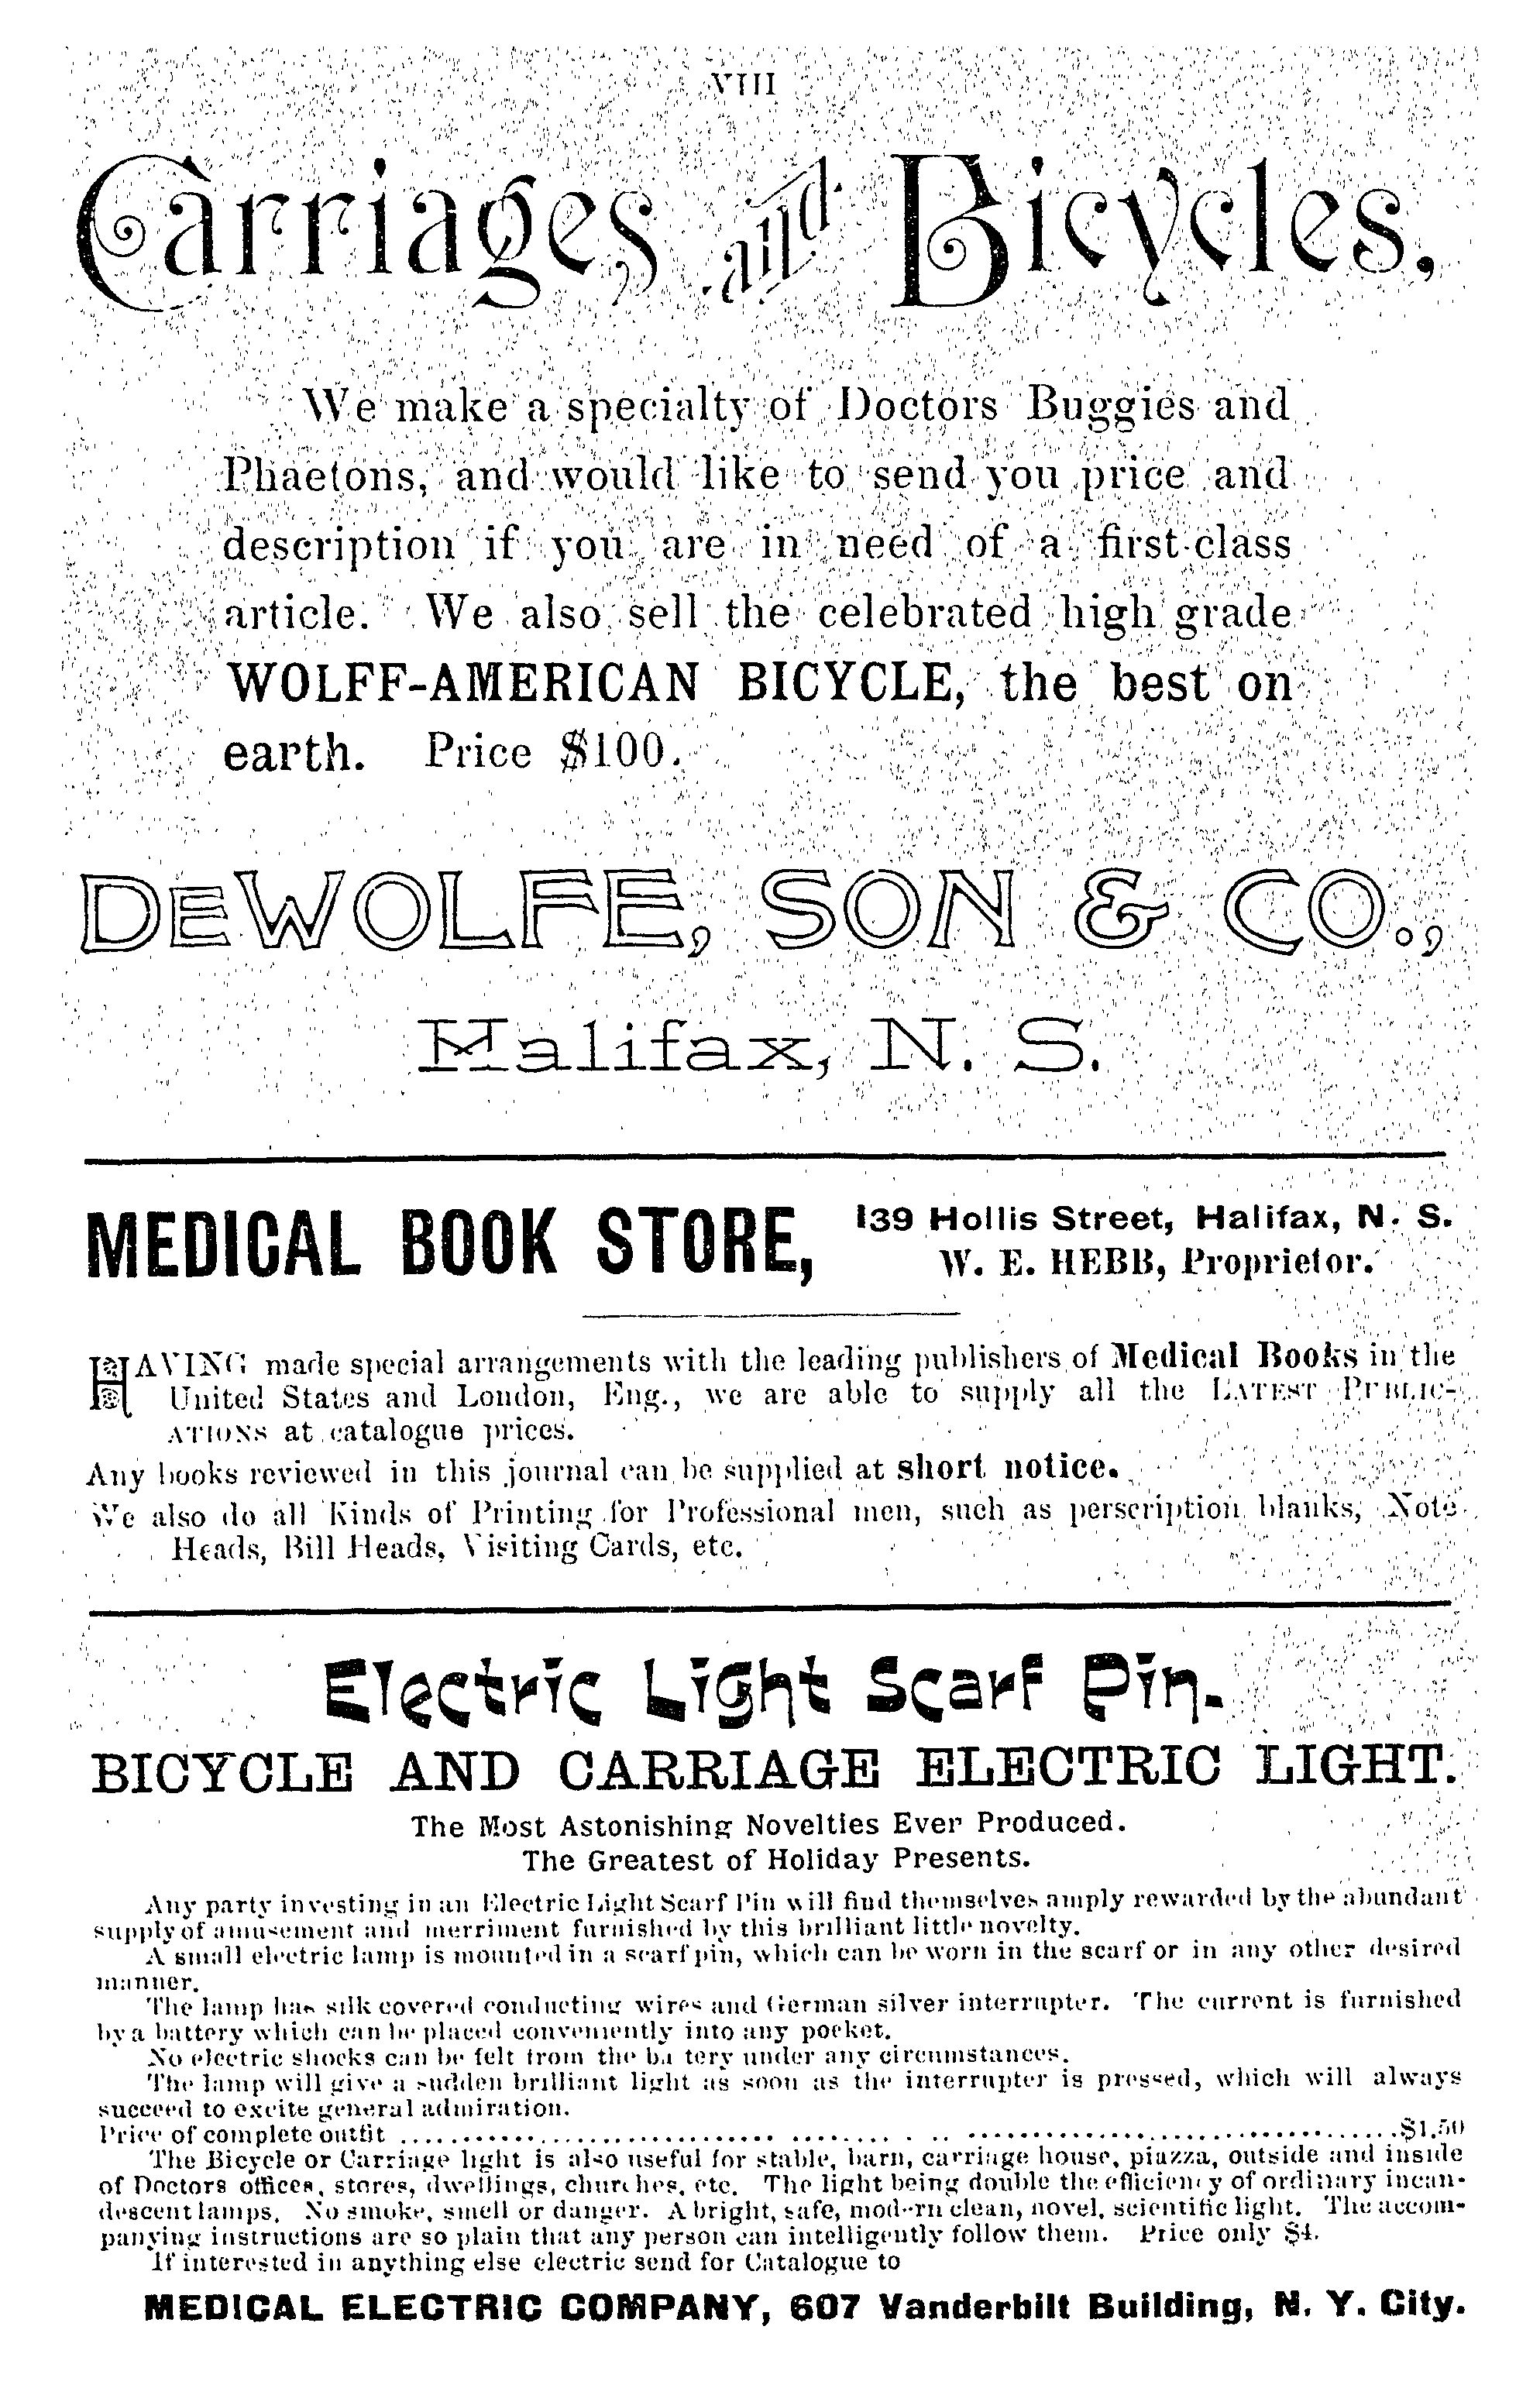 VIII
Carriages and Bicycles,
We make a specialty of Doctors Buggies and
Phaetons, and would like to send you price and
description if you are in need of a first-class
article. We also sell the celebrated high grade
WOLFF-AMERICAN BICYCLE, the best on
earth. Price $100.
DEWOLFE, SON & CO.,
Halifax, N. S.
MEDICAL BOOK STORE,
139 Hollis Street, Halifax, N. S.
W. E. HEBB, Proprietor.
HAVING made special arrangements with the leading publishers of Medical Books in the
United States and London, Eng., we are able to supply all the LATEST PUBLIC-
ATIONS at catalogue prices.
Any books reviewed in this journal can be supplied at short notice.
We also do all Kinds of Printing for Professional men, such as perscription blanks, Note
Heads, Bill Heads, Visiting Cards, etc.
Electric Light Scarf Pin.
BICYCLE AND CARRIAGE ELECTRIC LIGHT.
The Most Astonishing Novelties Ever Produced.
The Greatest of Holiday Presents.
Any party investing in an Electric Light Scarf Pin will find themselves amply rewarded by the abundant
supply of amusement and merriment furnished by this brilliant little novelty.
A small electric lamp is mounted in a scarf pin, which can be worn in the scarf or in any other desired
manner.
The lamp has silk covered conducting wires and German silver interrupter. The current is furnished
by a battery which can be placed conveniently into any pocket.
No electric shocks can be felt from the battery under any circumstances.
The lamp will give a sudden brilliant light as soon as the interrupter is pressed, which will always
succeed to excite general admiration.
Price of complete outfit ........................................ $1.50
The Bicycle or Carriage light is also useful for stable, barn, carriage house, piazza, outside and inside
of Doctors offices, stores, dwellings, churches, etc. The light being double the efficiency of ordinary incan-
descent lamps. No smoke, smell or danger. A bright, safe, modern clean, novel, scientific light. The accom-
panying instructions are so plain that any person can intelligently follow them. Price only $4.
If interested in anything else electric send for Catalogue to
MEDICAL ELECTRIC COMPANY, 607 Vanderbilt Building, N. Y. City.